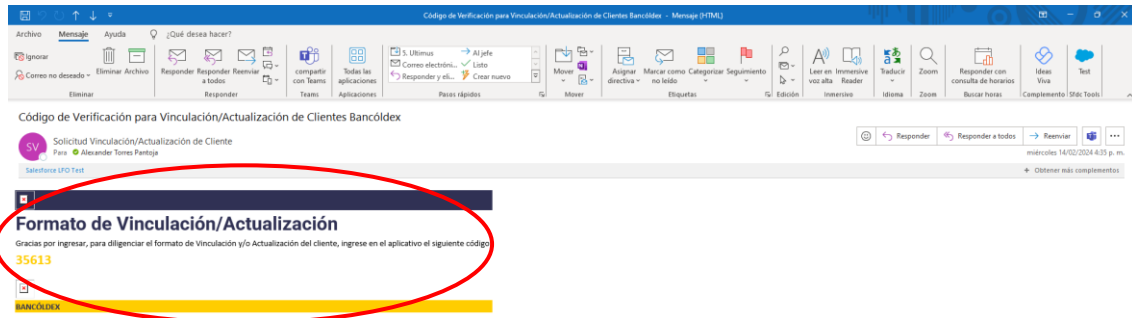 Código de Verificación para Vinculación/Actualización de Clientes Bancóldex - Mensaje (HTML)
Archivo Mensaje Ayuda ¿Qué desea hacer?
Ignorar
Correo no deseado
Eliminar Archivo
Responder Responder a todos Reenviar
compartir con Teams
Todas las aplicaciones
5. Ultimus Al jefe
Correo electróni... Listo
Responder y eli... Crear nuevo
Mover
Asignar directiva Marcar como no leído Categorizar Seguimiento
Leer en voz alta Immersive Reader
Traducir
Zoom
Responder con consulta de horarios
Ideas Viva
Test
Eliminar Responder Teams Aplicaciones Pasos rápidos Mover Etiquetas Edición Inmersivo Idioma Zoom Buscar horas Complemento Sfdc Tools
Código de Verificación para Vinculación/Actualización de Clientes Bancóldex
SV
Solicitud Vinculación/Actualización de Cliente
Para Alexander Torres Pantoja
Responder Responder a todos Reenviar
miércoles 14/02/2024 4:35 p. m.
Salesforce LFO Test
+ Obtener más complementos
Formato de Vinculación/Actualización
Gracias por ingresar, para diligenciar el formato de Vinculación y/o Actualización del cliente, ingrese en el aplicativo el siguiente código
35613
BANCÓLDEX